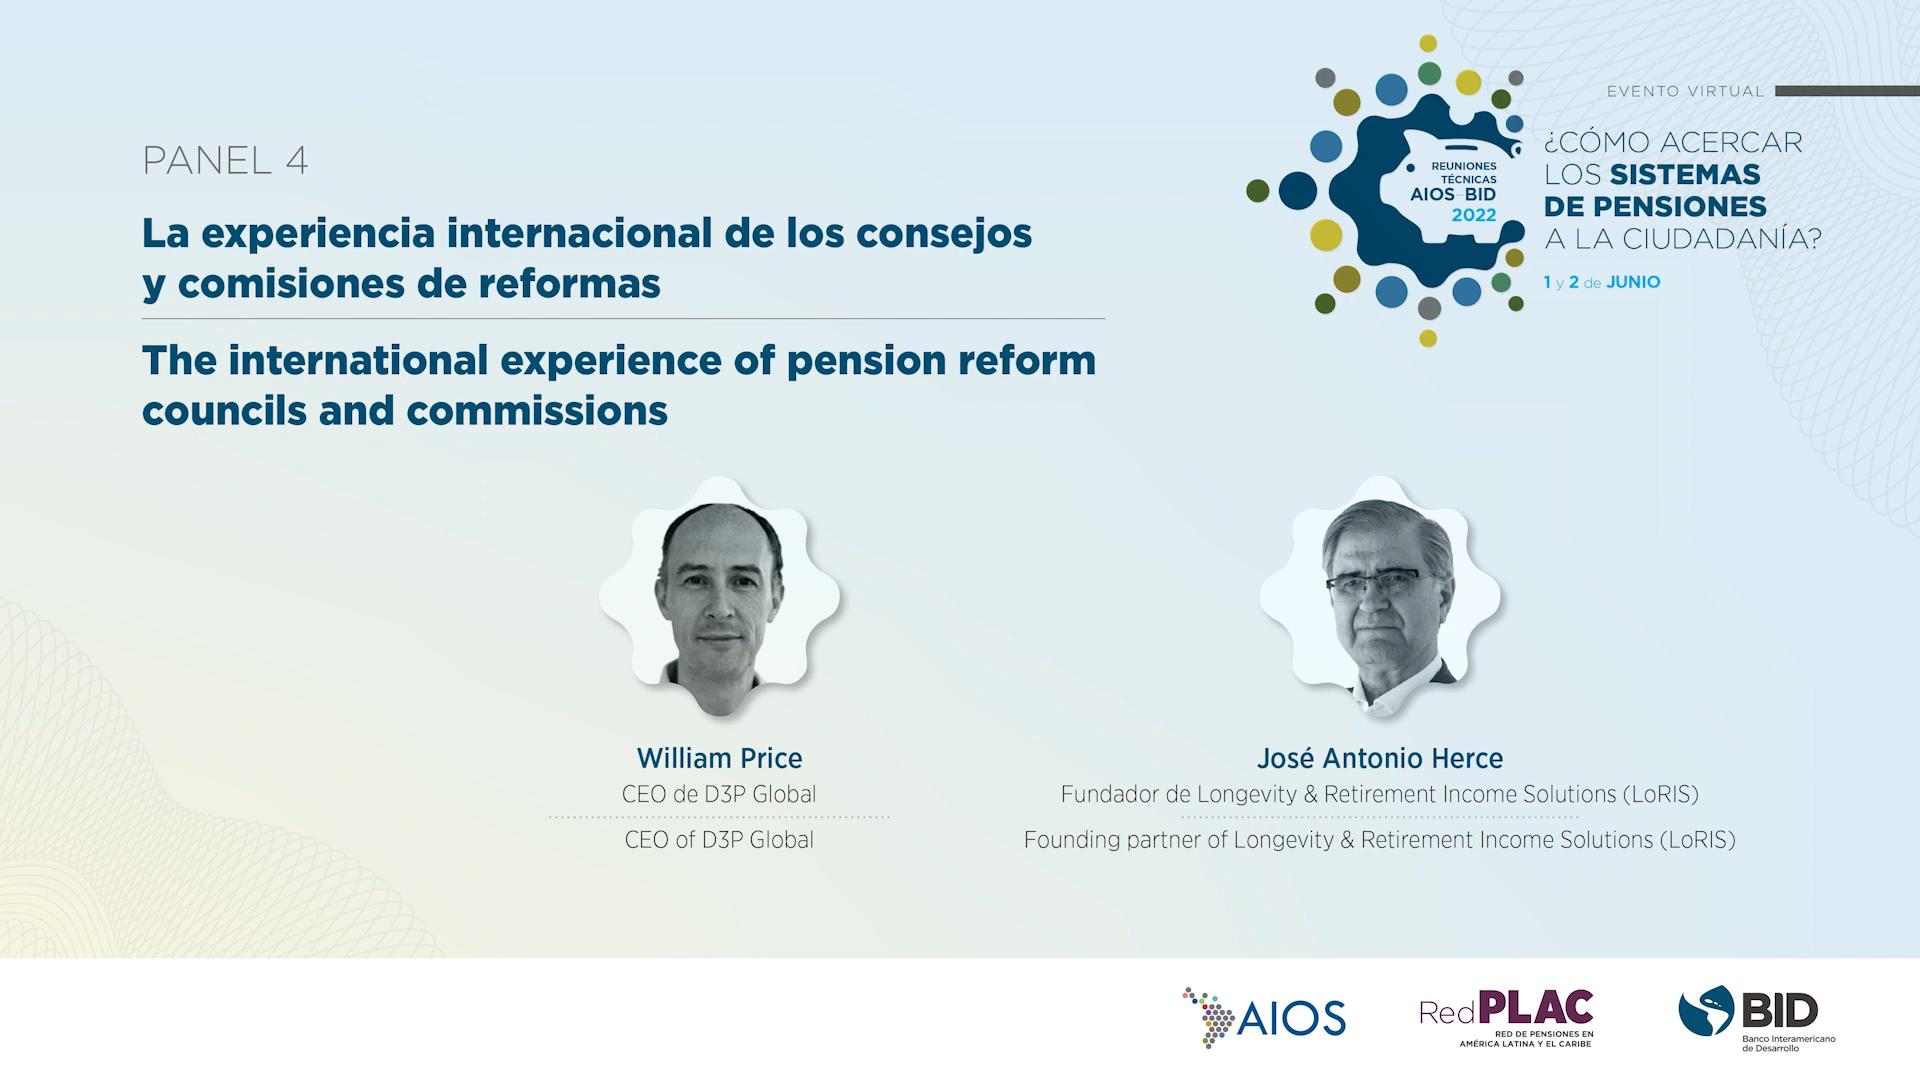 PANEL 4
La experiencia internacional de los consejos
y comisiones de reformas
The international experience of pension reform
councils and commissions
REUNIONES
TÉCNICAS
AIOS-BID
2022
EVENTO VIRTUAL
¿CÓMO ACERCAR
LOS SISTEMAS
DE PENSIONES
A LA CIUDADANÍA?
1 y 2 de JUNIO
William Price
CEO de D3P Global
CEO of D3P Global
José Antonio Herce
Fundador de Longevity & Retirement Income Solutions (LoRIS)
Founding partner of Longevity & Retirement Income Solutions (LoRIS)
AIOS
RedPLAC
RED DE PENSIONES EN
AMÉRICA LATINA Y EL CARIBE
BID
Banco Interamericano
de Desarrollo